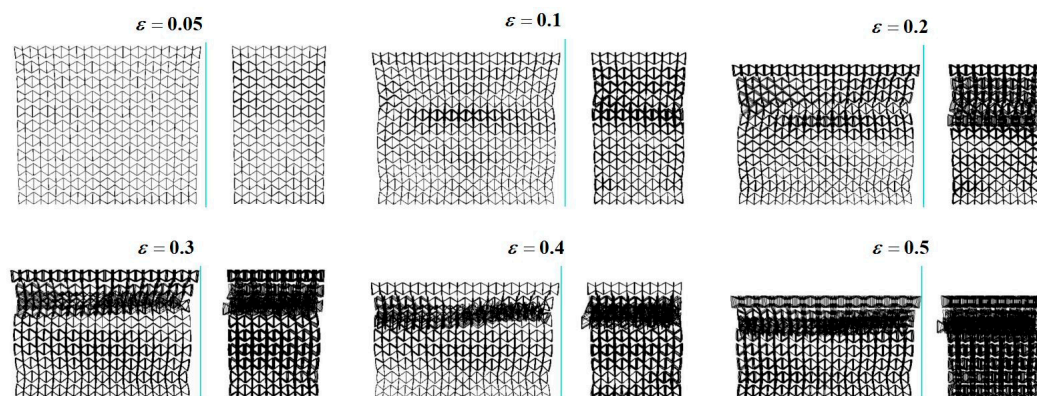 ε = 0.05
ε = 0.1
ε = 0.2
ε = 0.3
ε = 0.4
ε = 0.5